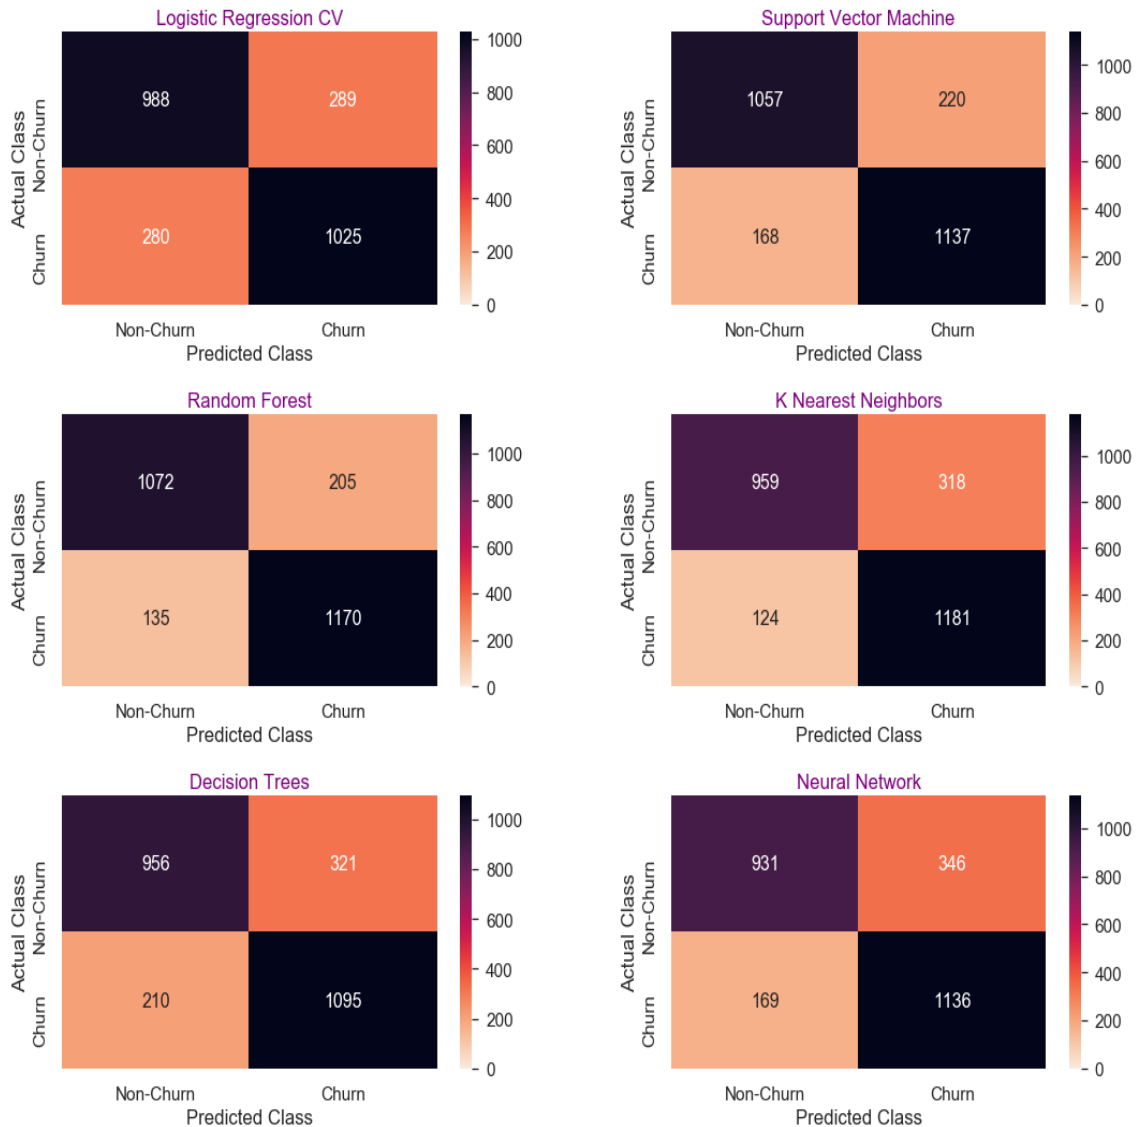 Logistic Regression CV
988 289
280 1025
Actual Class
Non-Churn
Churn
Non-Churn Churn
Predicted Class
1000
800
600
400
200
0
Support Vector Machine
1057 220
168 1137
Actual Class
Non-Churn
Churn
Non-Churn Churn
Predicted Class
1000
800
600
400
200
0
Random Forest
1072 205
135 1170
Actual Class
Non-Churn
Churn
Non-Churn Churn
Predicted Class
1000
800
600
400
200
0
K Nearest Neighbors
959 318
124 1181
Actual Class
Non-Churn
Churn
Non-Churn Churn
Predicted Class
1000
800
600
400
200
0
Decision Trees
956 321
210 1095
Actual Class
Non-Churn
Churn
Non-Churn Churn
Predicted Class
1000
800
600
400
200
0
Neural Network
931 346
169 1136
Actual Class
Non-Churn
Churn
Non-Churn Churn
Predicted Class
1000
800
600
400
200
0